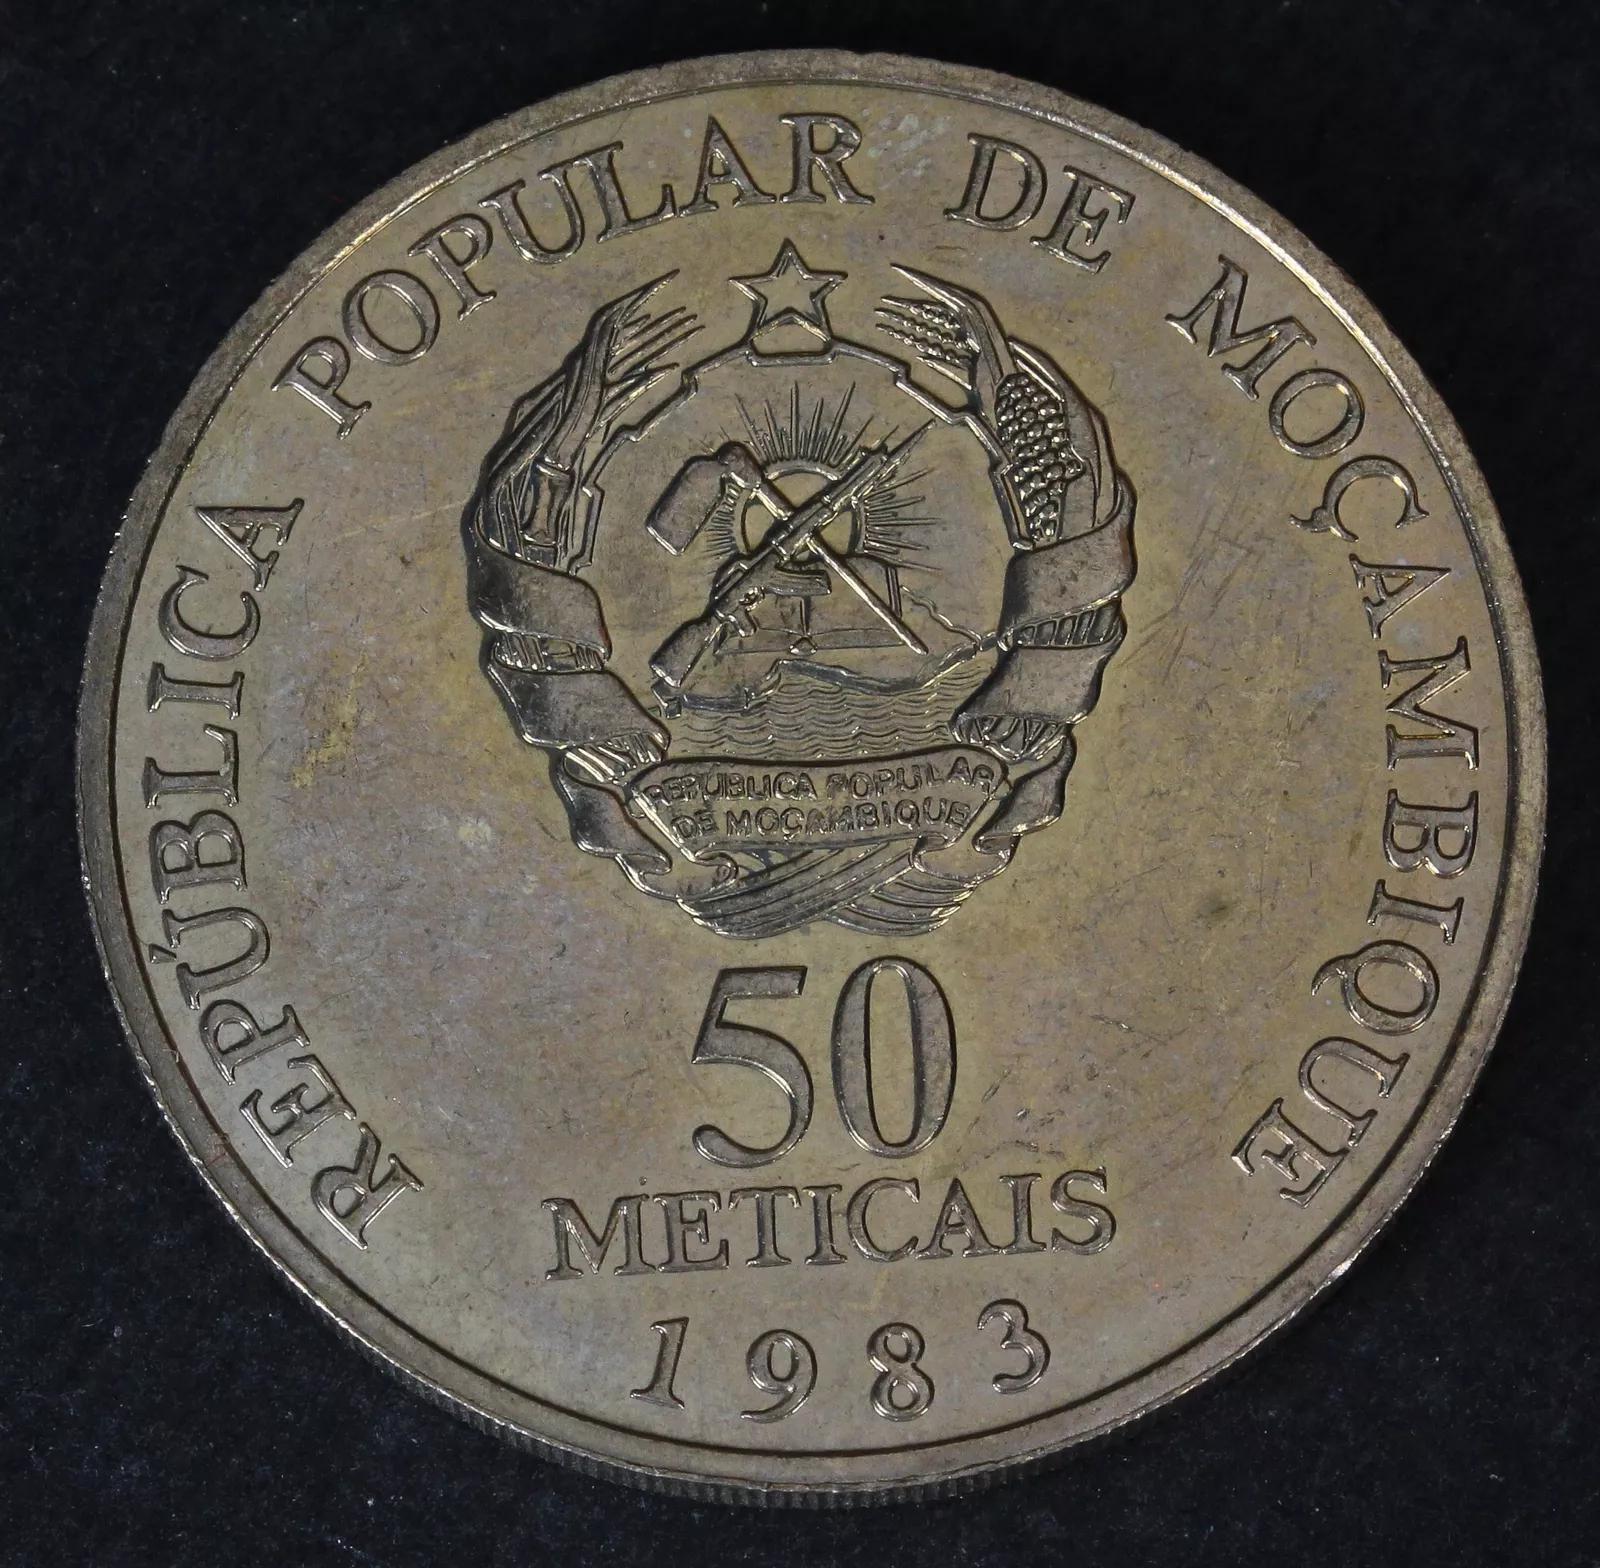 REPÚBLICA POPULAR DE MOÇAMBIQUE
REPÚBLICA POPULAR
DE MOÇAMBIQUE
50
METICAIS
1983